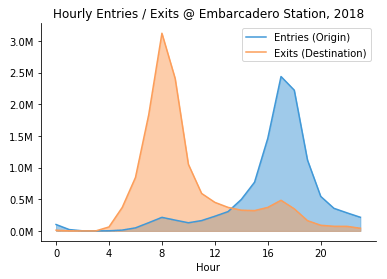 Hourly Entries / Exits @ Embarcadero Station, 2018
Entries (Origin)
Exits (Destination)
3.0M
2.5M
2.0M
1.5M
1.0M
0.5M
0.0M
0 4 8 12 16 20
Hour